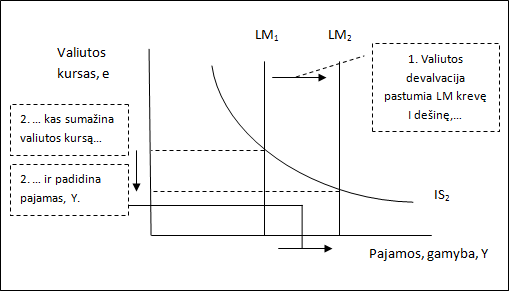 Valiutos
kursas, e
LM1
LM2
1. Valiutos
devalvacija
pastumia LM krevę
I dešinę,...
2. ... kas sumažina
valiutos kursą...
2. ... ir padidina
pajamas, Y.
IS2
Pajamos, gamyba, Y